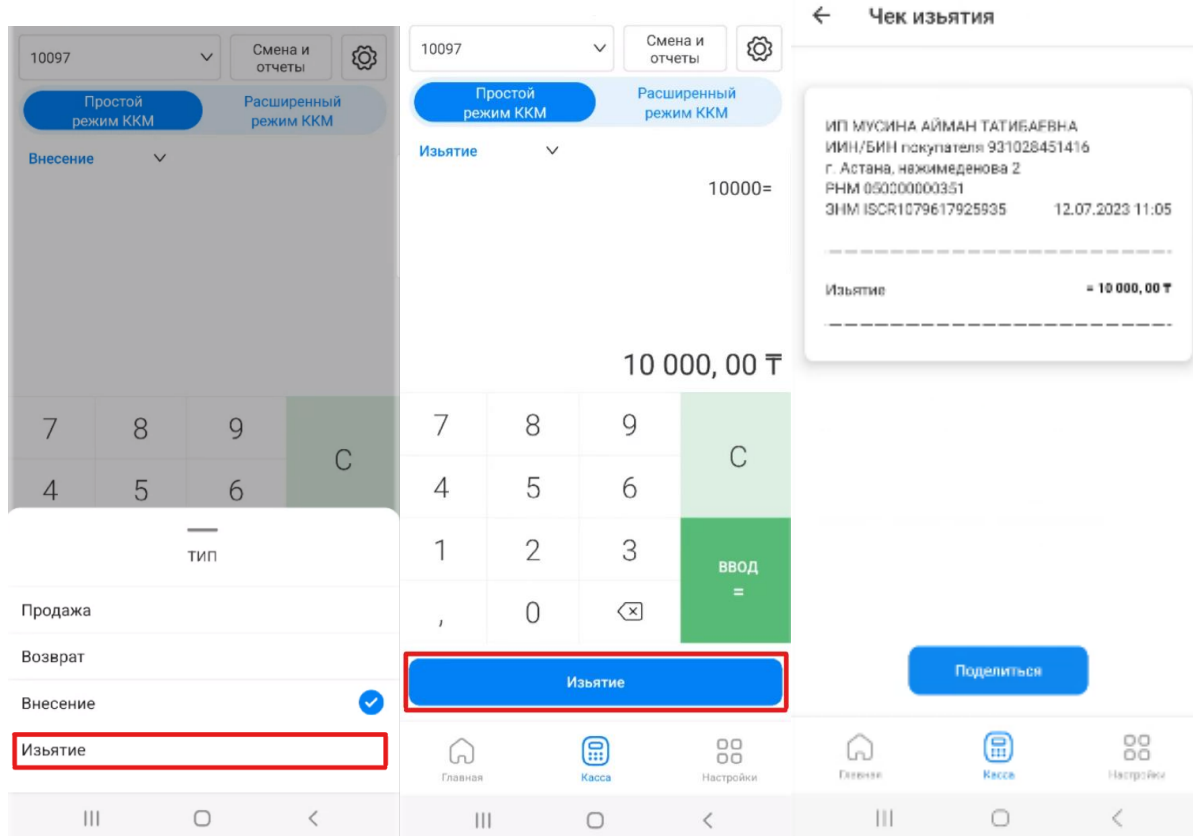 10097
Смена и
отчеты
Простой
режим ККМ
Расширенный
режим ККМ
Внесение
7 8 9
C
4 5 6
ТИП
Продажа
Возврат
Внесение
Изьятие
10097
Смена и
отчеты
Простой
режим ККМ
Расширенный
режим ККМ
Изьятие
10000=
10 000, 00 ₸
7 8 9
C
4 5 6
1 2 3
ВВОД
=
, 0
Изьятие
Главная Касса Настройки
Чек изьятия
ИП МУСИНА АЙМАН ТАТИБАЕВНА
ИИН/БИН покупателя 931028451416
г. Астана, нажимеденова 2
РНМ 050000000351
ЗНМ ISCR1079617925935 12.07.2023 11:05
Изьятие = 10 000, 00 ₸
Поделиться
Главная Касса Настройки